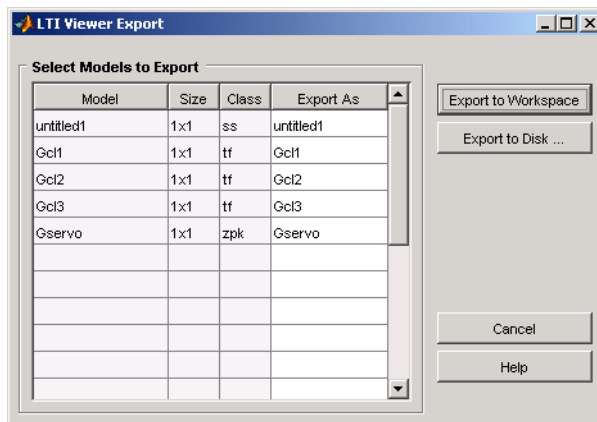 LTI Viewer Export
Select Models to Export
Model Size Class Export As
untitled1 1x1 ss untitled1
Gcl1 1x1 tf Gcl1
Gcl2 1x1 tf Gcl2
Gcl3 1x1 tf Gcl3
Gservo 1x1 zpk Gservo
Export to Workspace
Export to Disk ...
Cancel
Help